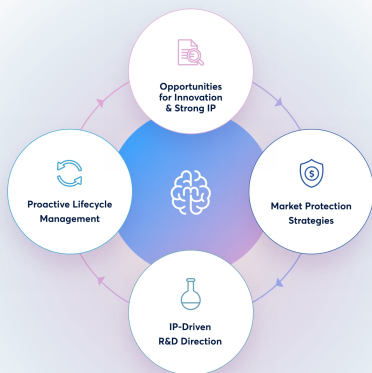 Opportunities
for Innovation
& Strong IP
Proactive Lifecycle
Management
Market Protection
Strategies
$
IP-Driven
R&D Direction